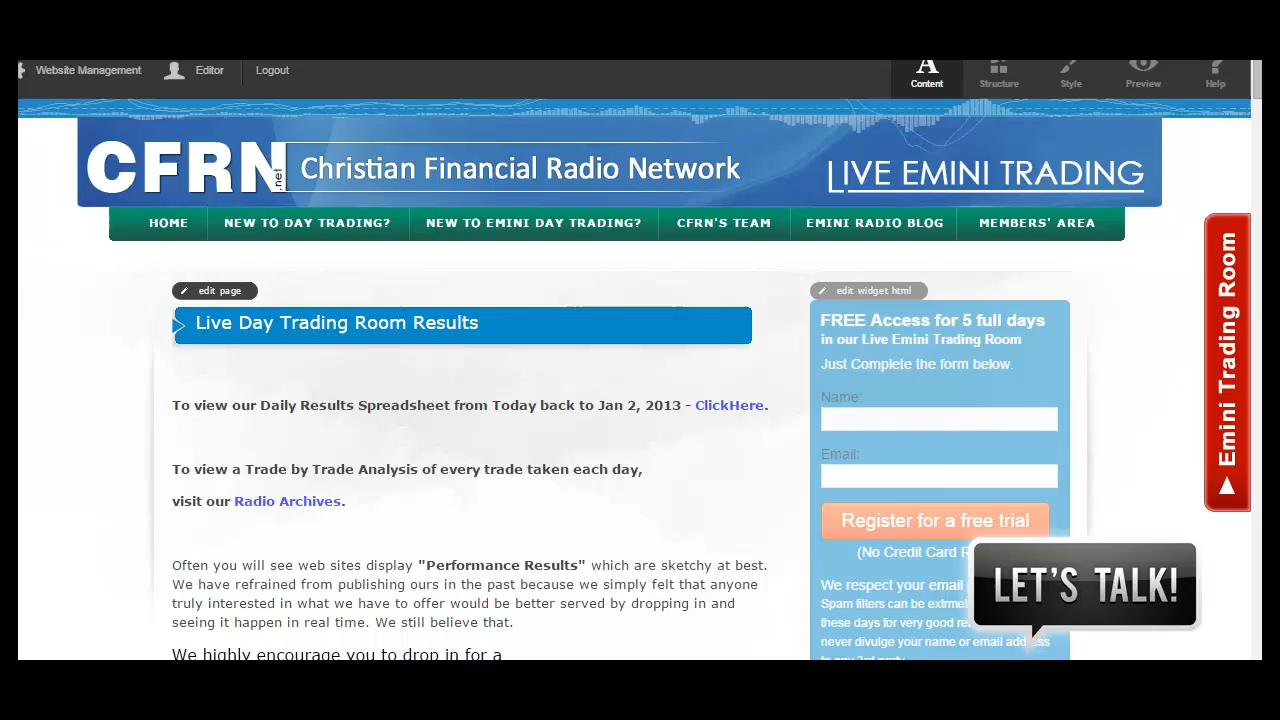 Website Management
Editor
Logout
Content
Structure
Style
Preview
Help
CFRN.net
Christian Financial Radio Network
LIVE EMINI TRADING
HOME
NEW TO DAY TRADING?
NEW TO EMINI DAY TRADING?
CFRN'S TEAM
EMINI RADIO BLOG
MEMBERS' AREA
Emini Trading Room
edit page
Live Day Trading Room Results
To view our Daily Results Spreadsheet from Today back to Jan 2, 2013 - ClickHere.
To view a Trade by Trade Analysis of every trade taken each day,
visit our Radio Archives.
Often you will see web sites display "Performance Results" which are sketchy at best.
We have refrained from publishing ours in the past because we simply felt that anyone
truly interested in what we have to offer would be better served by dropping in and
seeing it happen in real time. We still believe that.
We highly encourage you to drop in for a
edit widget html
FREE Access for 5 full days
in our Live Emini Trading Room
Just Complete the form below.
Name:
Email:
Register for a free trial
(No Credit Card R
We respect your email
Spam filters can be extrmel
these days for very good re
never divulge your name or email address
LET'S TALK!